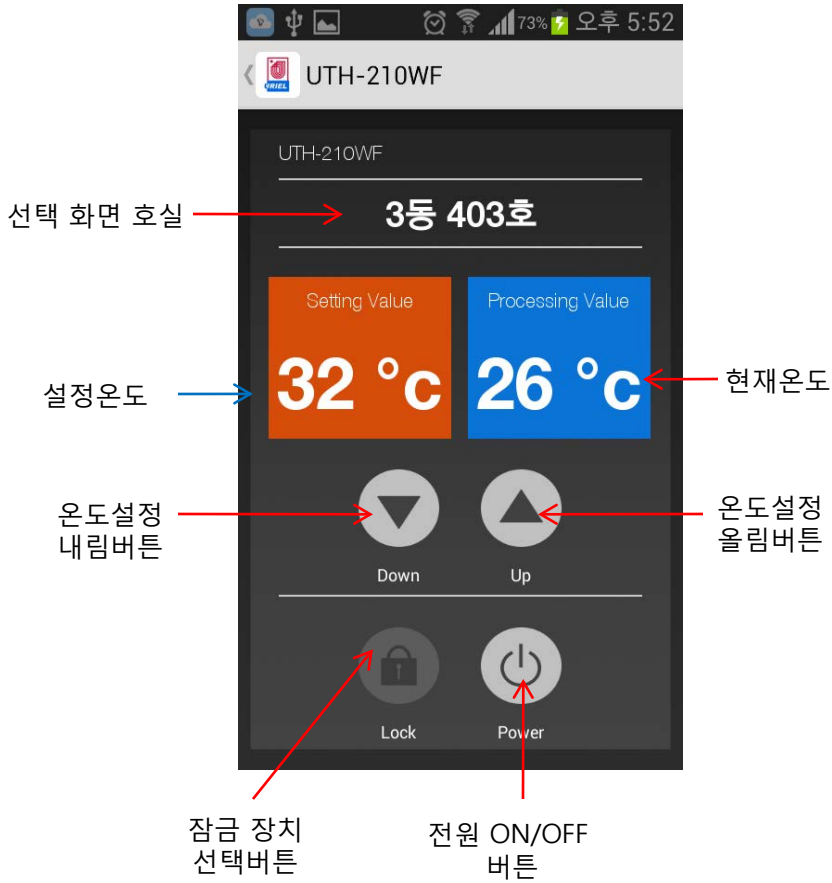 73% 오후 5:52
URIEL
UTH-210WF
UTH-210WF
선택 화면 호실
3동 403호
Setting Value
Processing Value
32 °c
26 °c
설정온도
현재온도
온도설정
내림버튼
온도설정
올림버튼
Down
Up
Lock
Power
잠금 장치
선택버튼
전원 ON/OFF
버튼